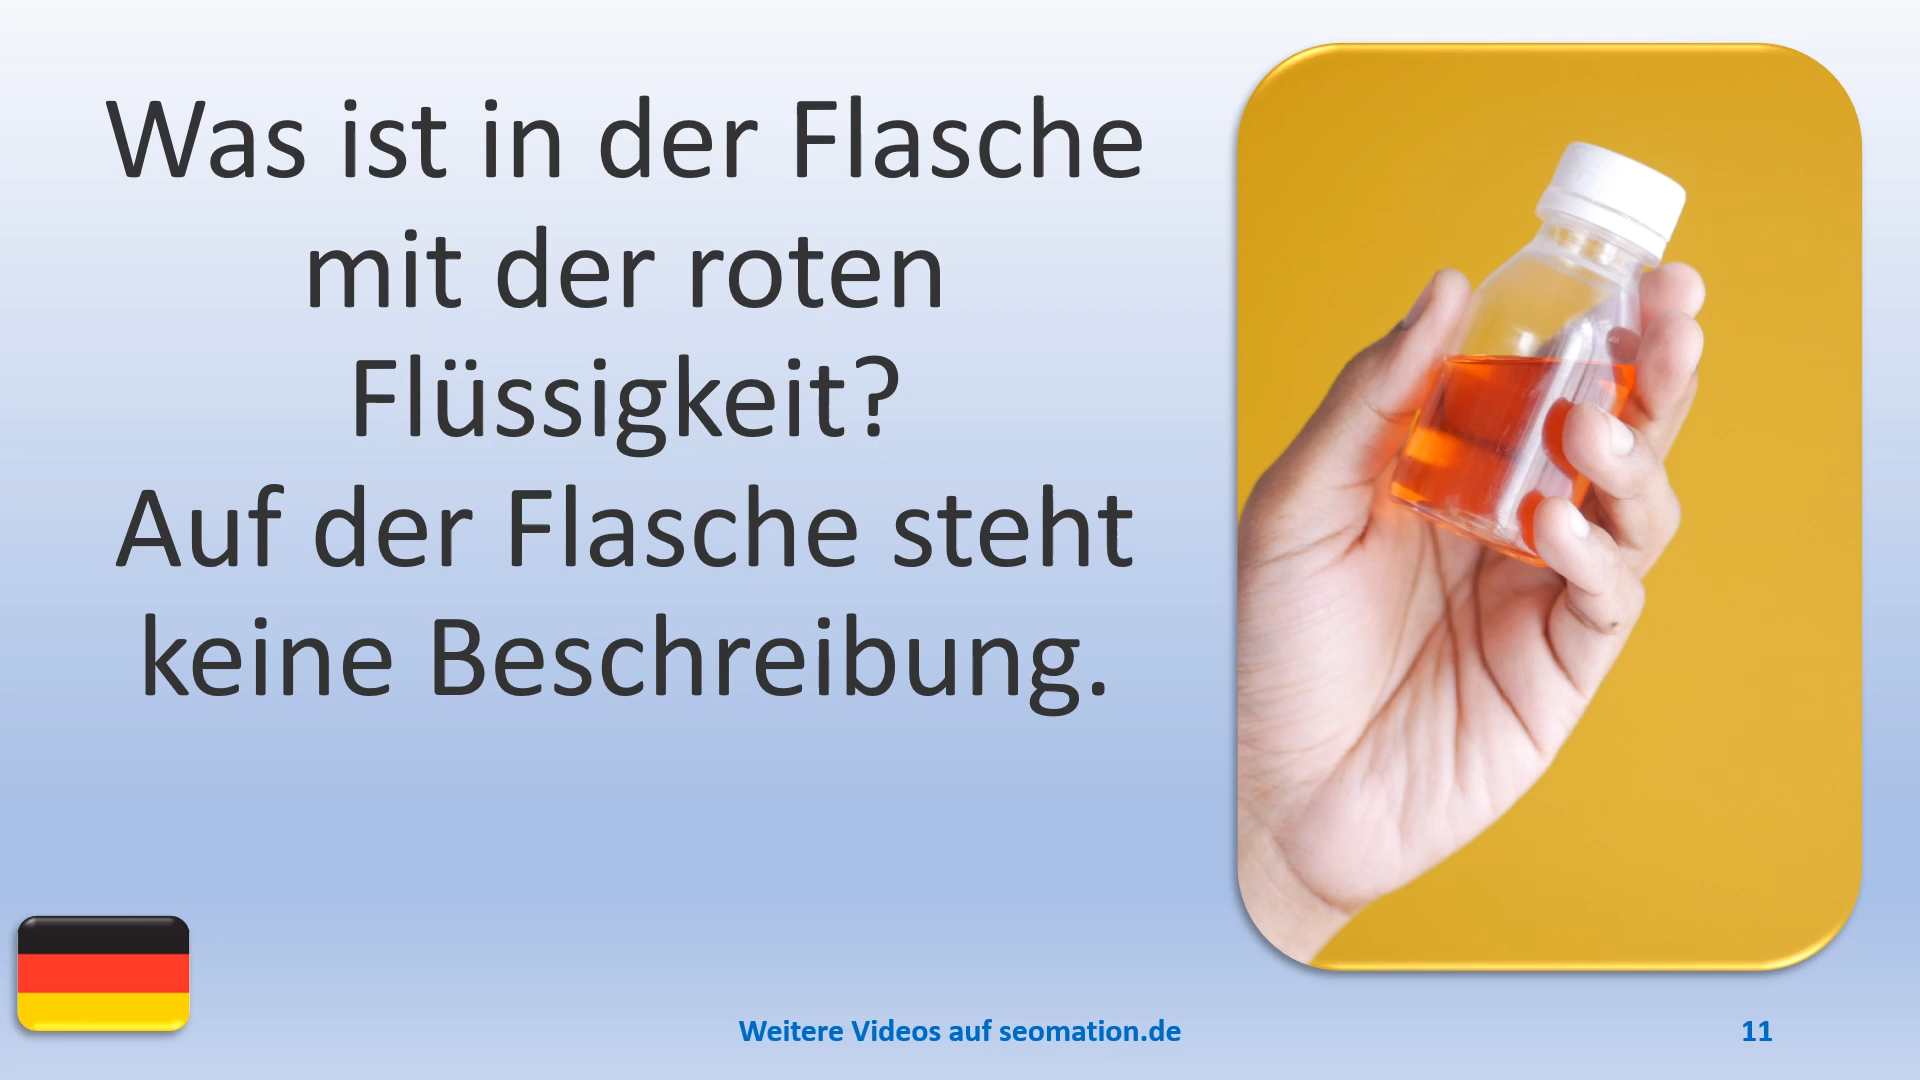 Was ist in der Flasche
mit der roten
Flüssigkeit?
Auf der Flasche steht
keine Beschreibung.
Weitere Videos auf seomation.de
11